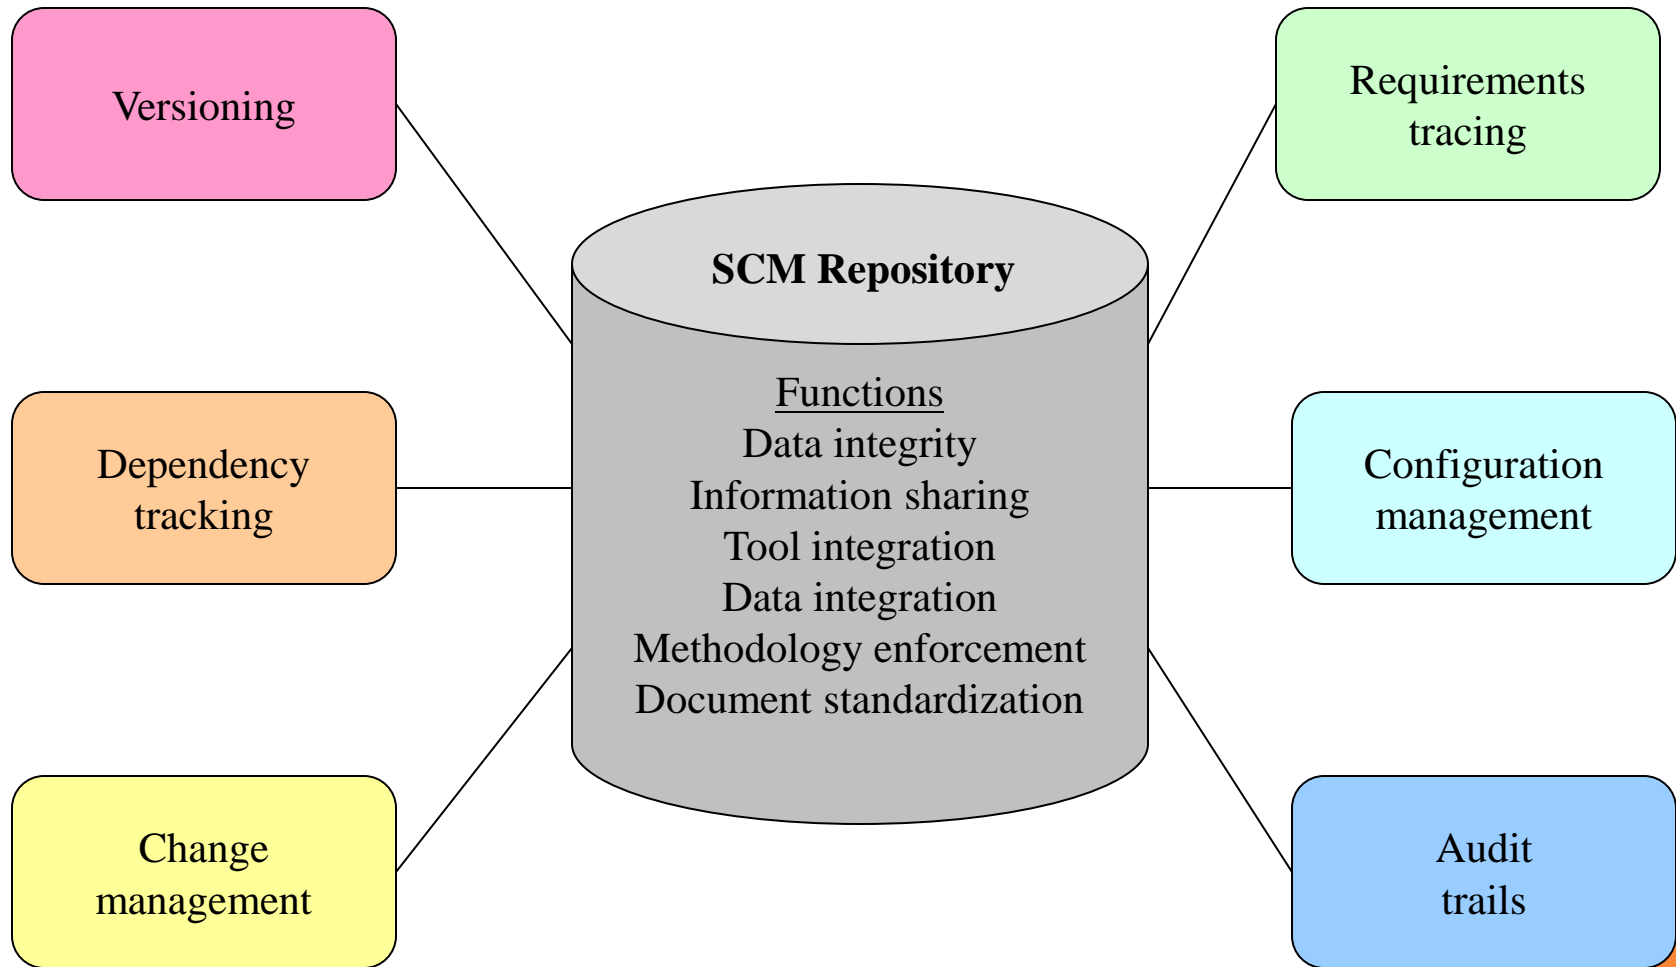 Versioning
Requirements
tracing
SCM Repository
Functions
Data integrity
Information sharing
Tool integration
Data integration
Methodology enforcement
Document standardization
Dependency
tracking
Configuration
management
Change
management
Audit
trails